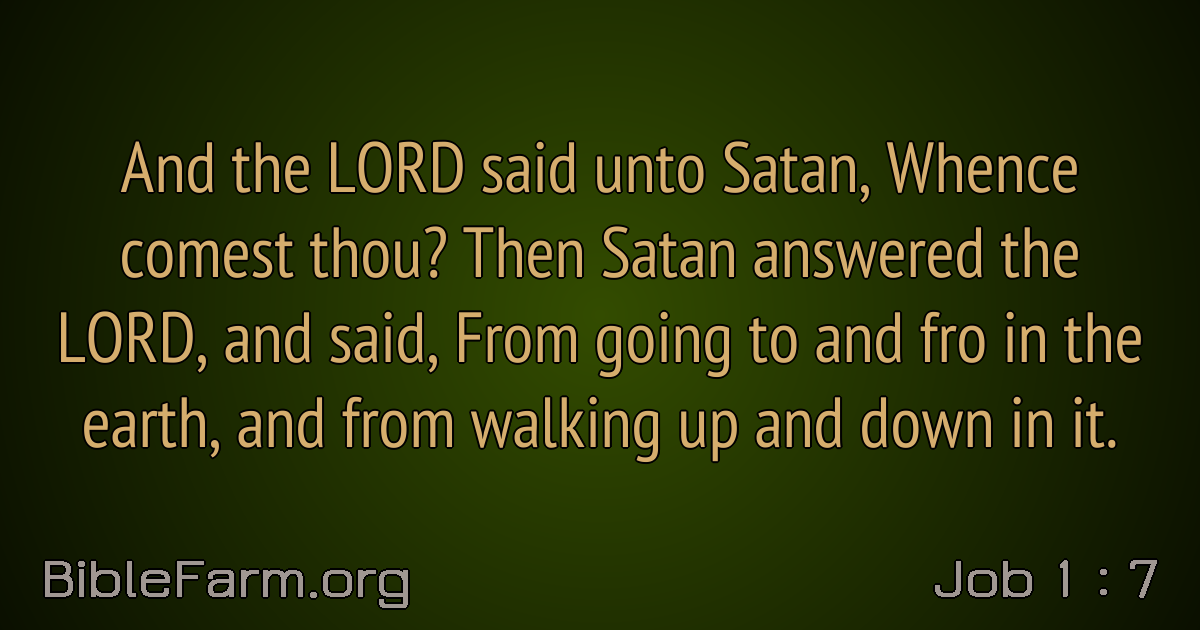 And the LORD said unto Satan, Whence
comest thou? Then Satan answered the
LORD, and said, From going to and fro in the
earth, and from walking up and down in it.
BibleFarm.org
Job 1 : 7